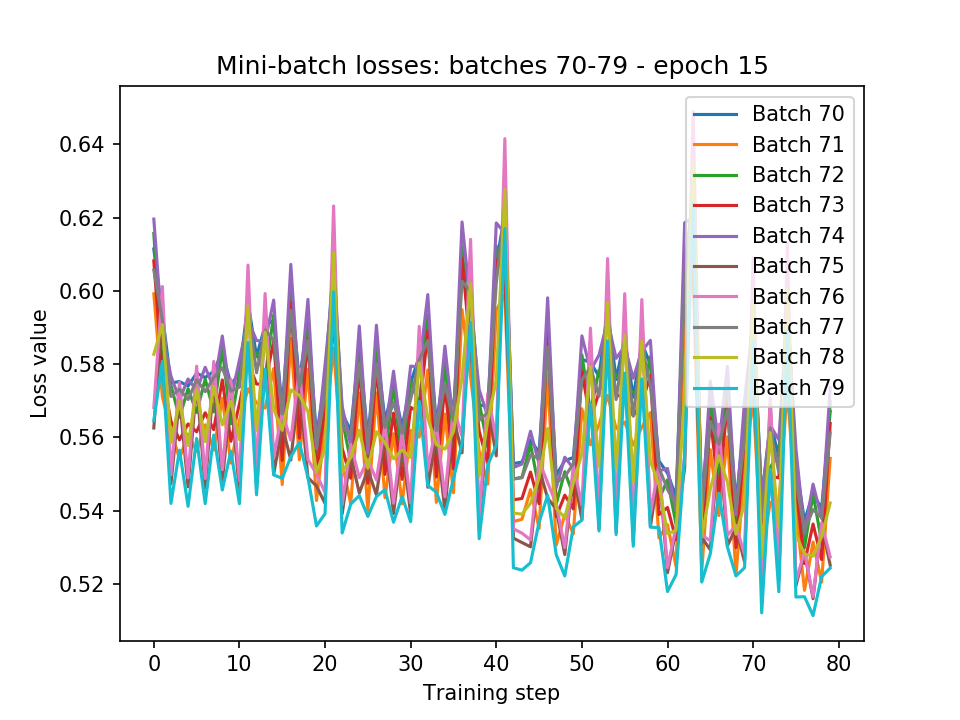 Mini-batch losses: batches 70-79 - epoch 15
Loss value
0.64
0.62
0.60
0.58
0.56
0.54
0.52
0 10 20 30 40 50 60 70 80
Training step
Batch 70
Batch 71
Batch 72
Batch 73
Batch 74
Batch 75
Batch 76
Batch 77
Batch 78
Batch 79